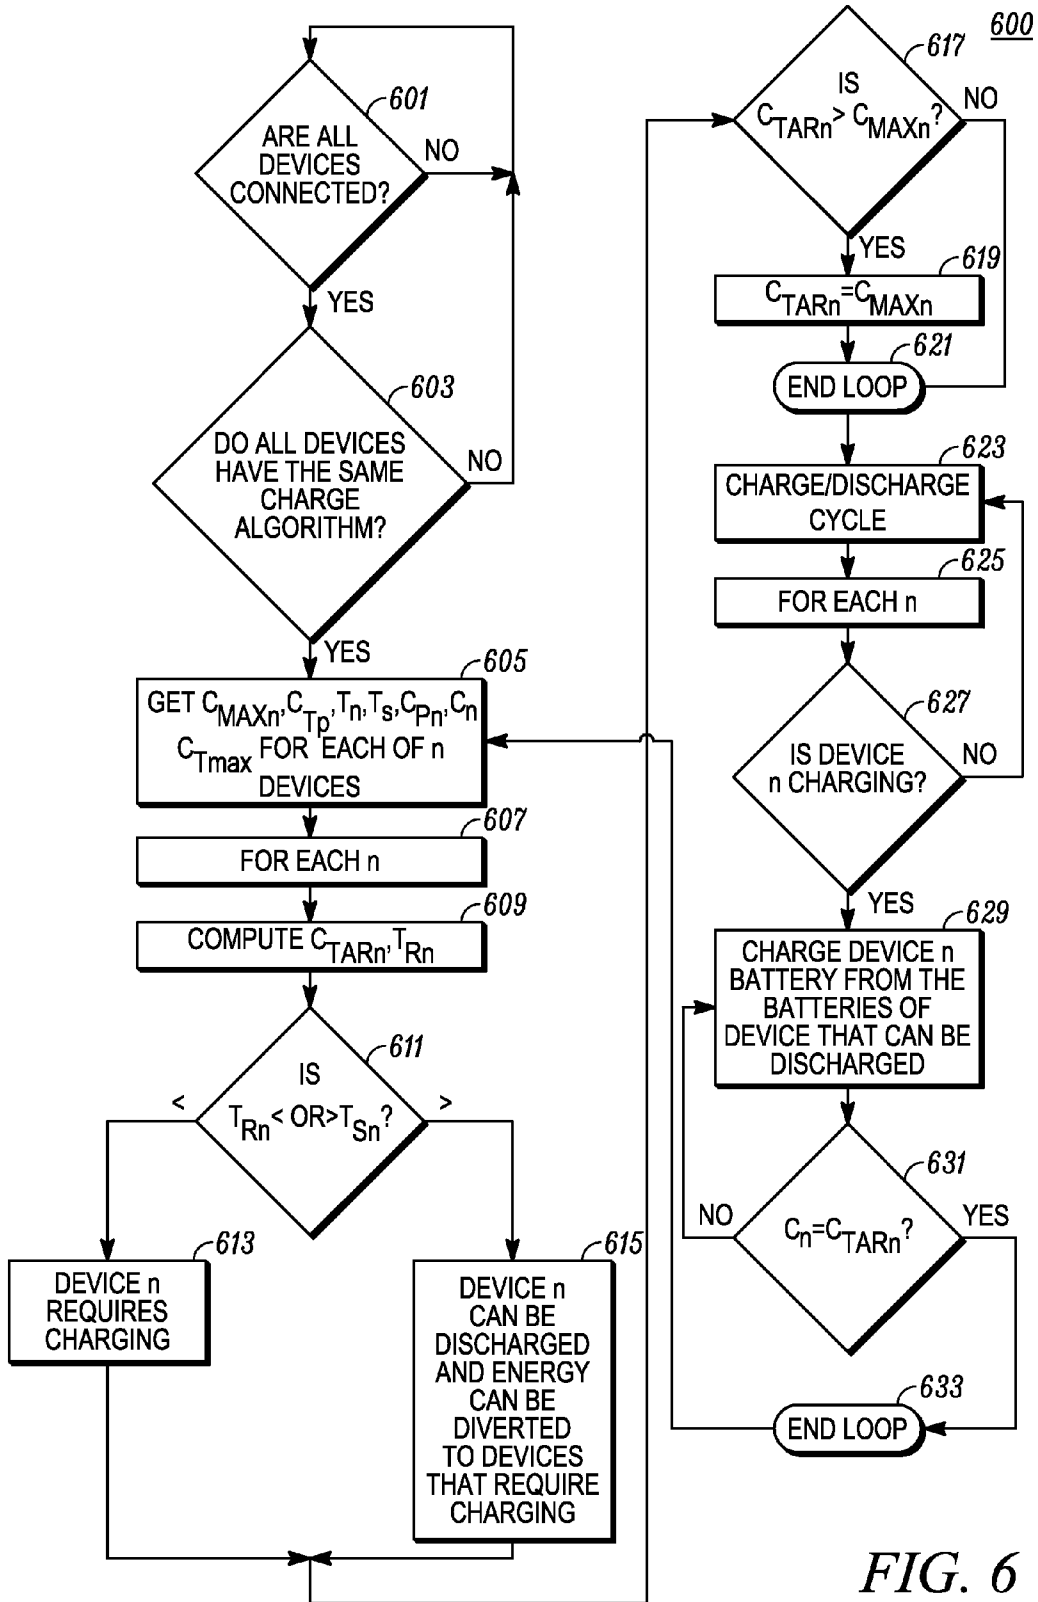 601
ARE ALL
DEVICES
CONNECTED?
NO
YES
603
DO ALL DEVICES
HAVE THE SAME
CHARGE
ALGORITHM?
NO
YES
605
GET CMAXn,CTp,Tn,Ts,CPn,Cn
CTmax FOR EACH OF n
DEVICES
607
FOR EACH n
609
COMPUTE CTARn,TRn
611
IS
TRn< OR>TSn?
<
>
613
DEVICE n
REQUIRES
CHARGING
615
DEVICE n
CAN BE
DISCHARGED
AND ENERGY
CAN BE
DIVERTED
TO DEVICES
THAT REQUIRE
CHARGING
600
617
IS
CTARn> CMAXn?
NO
YES
619
CTARn=CMAXn
621
END LOOP
623
CHARGE/DISCHARGE
CYCLE
625
FOR EACH n
627
IS DEVICE
n CHARGING?
NO
YES
629
CHARGE DEVICE n
BATTERY FROM THE
BATTERIES OF
DEVICE THAT CAN BE
DISCHARGED
631
Cn=CTARn?
NO
YES
633
END LOOP
FIG. 6